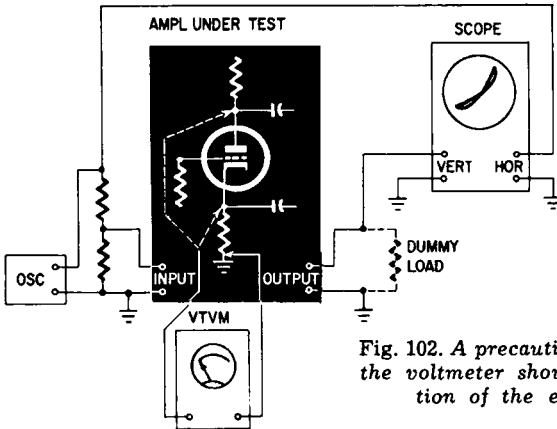 AMPL UNDER TEST
SCOPE
VERT HOR
DUMMY
LOAD
OSC
INPUT
OUTPUT
VTVM
Fig. 102. A precauti
the voltmeter shou
tion of the e